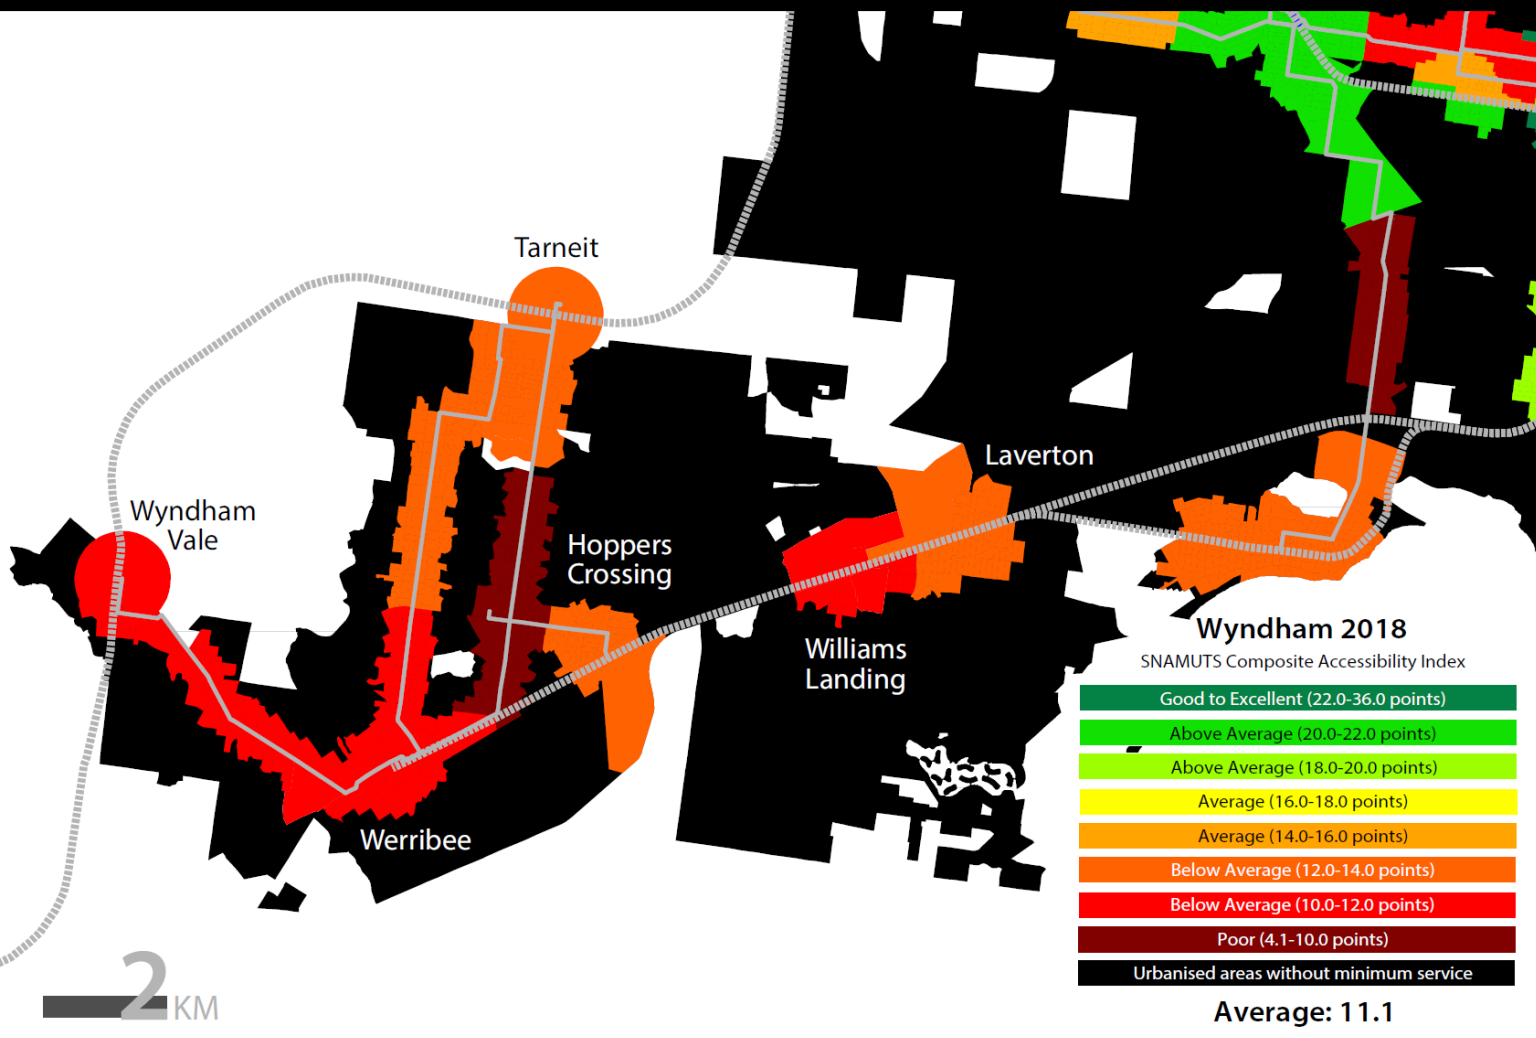 Tarneit
Laverton
Wyndham
Vale
Hoppers
Crossing
Williams
Landing
Werribee
Wyndham 2018
SNAMUTS Composite Accessibility Index
Good to Excellent (22.0-36.0 points)
Above Average (20.0-22.0 points)
Above Average (18.0-20.0 points)
Average (16.0-18.0 points)
Average (14.0-16.0 points)
Below Average (12.0-14.0 points)
Below Average (10.0-12.0 points)
Poor (4.1-10.0 points)
Urbanised areas without minimum service
Average: 11.1
2 KM